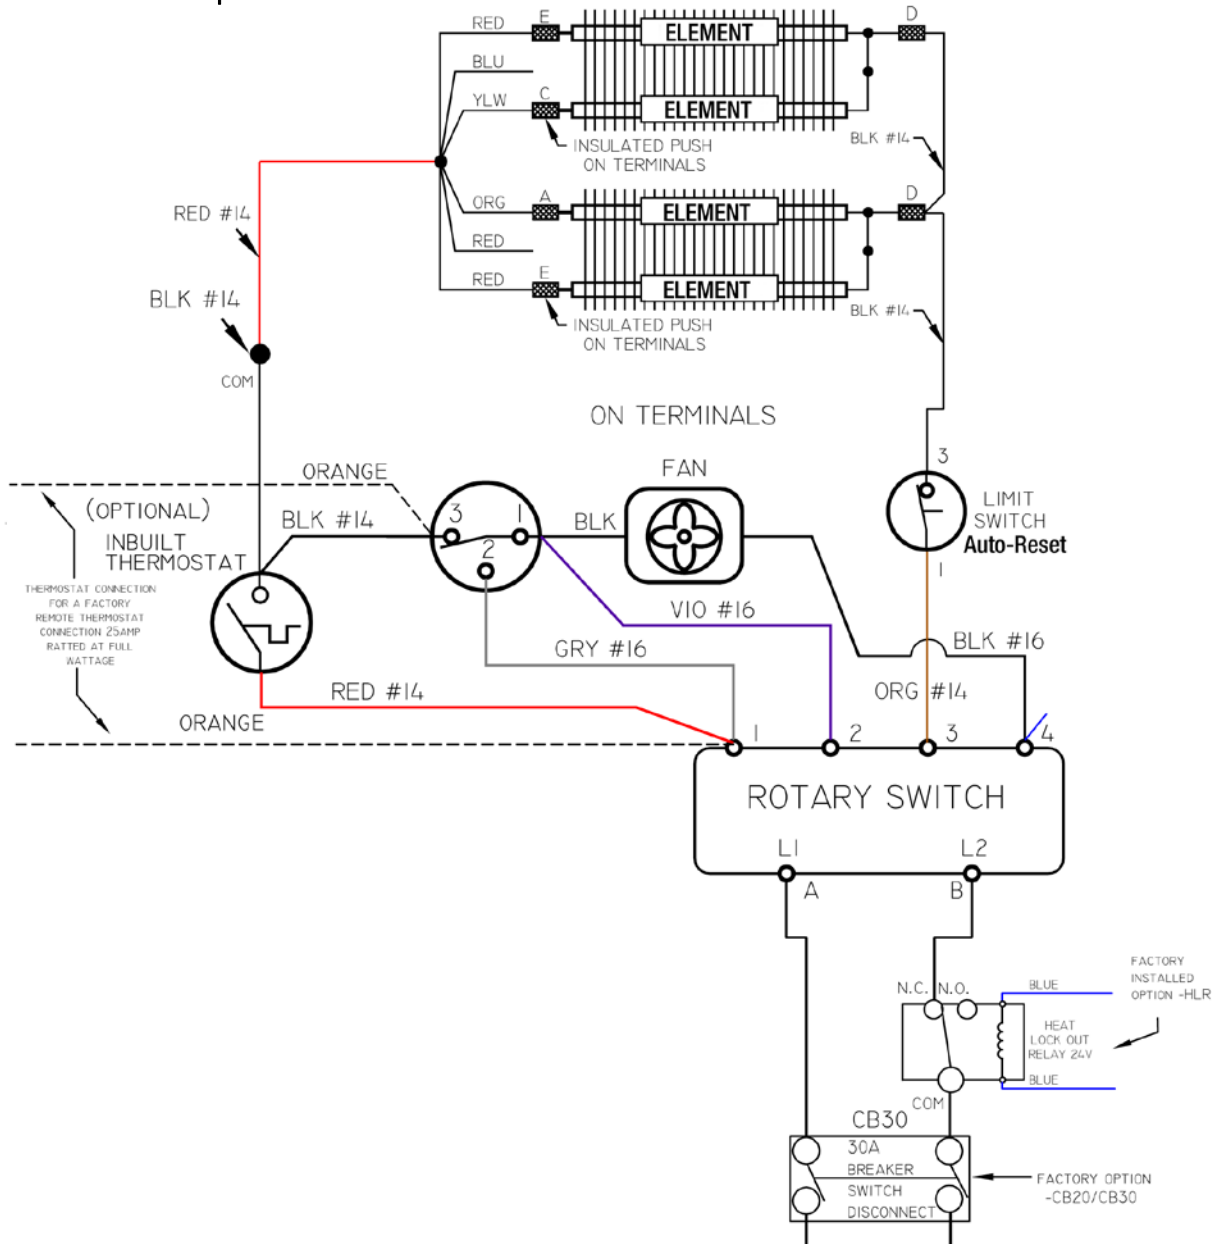 RED
E
ELEMENT
D
BLU
YLW
C
ELEMENT
INSULATED PUSH
ON TERMINALS
BLK #14
RED #14
ORG
A
ELEMENT
D
RED
RED
E
ELEMENT
BLK #14
INSULATED PUSH
ON TERMINALS
BLK #14
COM
ON TERMINALS
ORANGE
FAN
3
(OPTIONAL)
INBUILT
THERMOSTAT
BLK #14
3
1
2
BLK
LIMIT
SWITCH
Auto-Reset
1
THERMOSTAT CONNECTION
FOR A FACTORY
REMOTE THERMOSTAT
CONNECTION 25AMP
RATTED AT FULL
WATTAGE
VIO #16
GRY #16
BLK #16
RED #14
ORG #14
ORANGE
1
2
3
4
ROTARY SWITCH
L1
L2
A
B
N.C.
N.O.
BLUE
FACTORY
INSTALLED
OPTION -HLR
HEAT
LOCK OUT
RELAY 24V
BLUE
COM
CB30
30A
BREAKER
SWITCH
DISCONNECT
FACTORY OPTION
-CB20/CB30